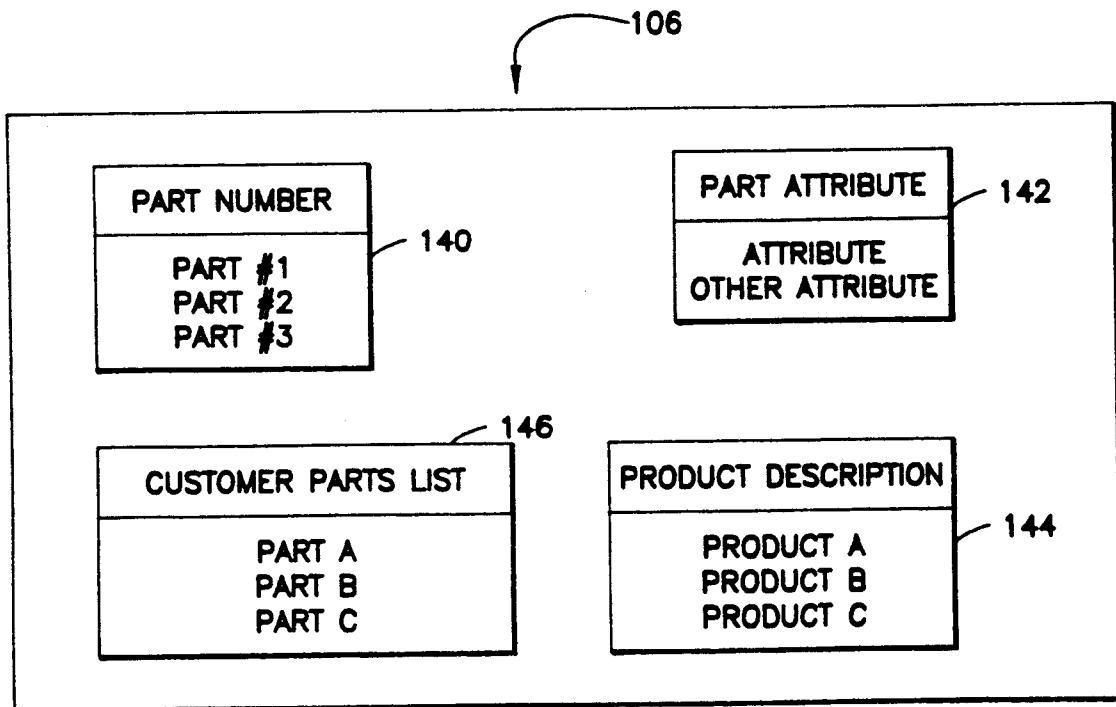 106
PART NUMBER
PART #1
PART #2
PART #3
140
PART ATTRIBUTE
ATTRIBUTE
OTHER ATTRIBUTE
142
146
CUSTOMER PARTS LIST
PART A
PART B
PART C
PRODUCT DESCRIPTION
PRODUCT A
PRODUCT B
PRODUCT C
144